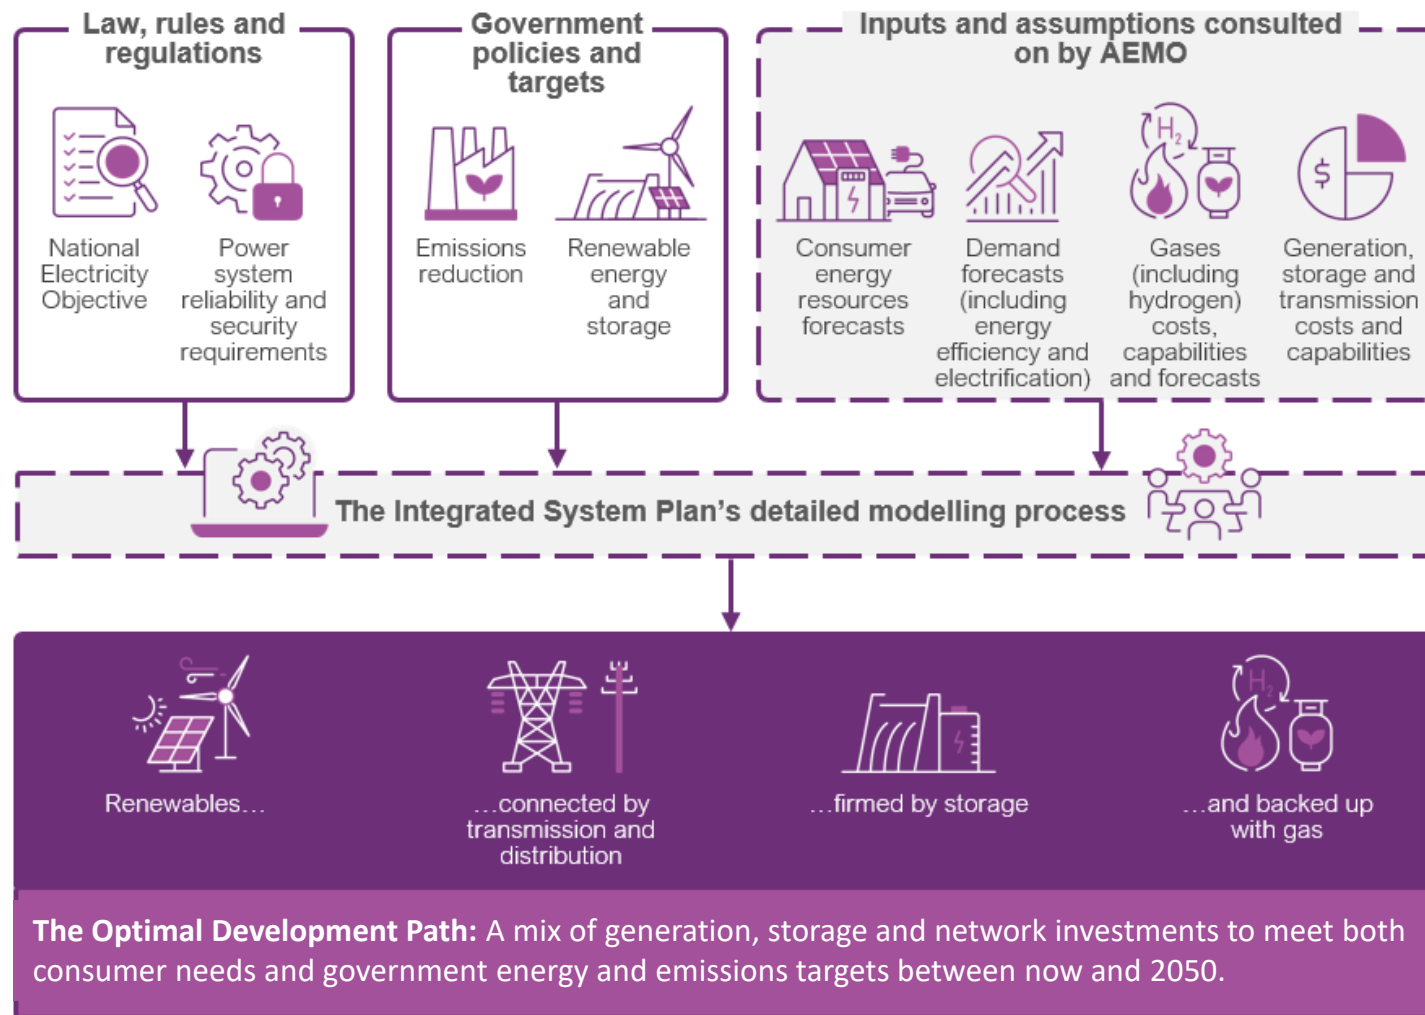 Law, rules and
regulations
National
Electricity
Objective
Power
system
reliability and
security
requirements
Government
policies and
targets
Emissions
reduction
Renewable
energy
and
storage
Inputs and assumptions consulted
on by AEMO
Consumer
energy
resources
forecasts
Demand
forecasts
(including
energy
efficiency and
electrification)
H2
Gases
(including
hydrogen)
costs,
capabilities
and forecasts
$
Generation,
storage and
transmission
costs and
capabilities
The Integrated System Plan’s detailed modelling process
Renewables…
…connected by
transmission and
distribution
…firmed by storage
H2
…and backed up
with gas
The Optimal Development Path: A mix of generation, storage and network investments to meet both
consumer needs and government energy and emissions targets between now and 2050.